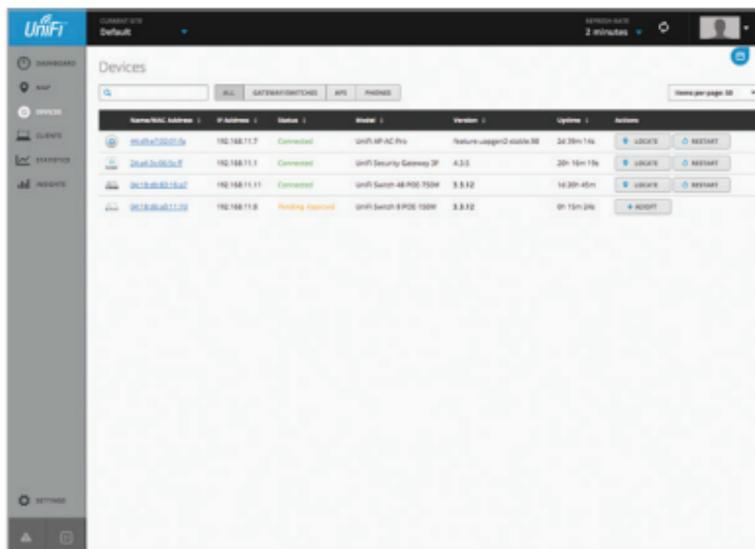 UniFi
CURRENT SITE
Default
REFRESH RATE
2 minutes
DASHBOARD
MAP
DEVICES
CLIENTS
STATISTICS
INSIGHTS
SETTINGS
Devices
ALL GATEWAY/SWITCHES APS PHONES
Items per page: 50
Name/MAC Address IP Address Status Model Version Uptime Actions
192.168.11.7 Connected UniFi AP-AC Pro 2d 39m 14s LOCATE RESTART
192.168.11.1 Connected UniFi Security Gateway 3P 4.3.5 20h 16m 19s LOCATE RESTART
192.168.11.11 Connected UniFi Switch 48 POE-750W 3.3.12 1d 20h 45m LOCATE RESTART
192.168.11.8 Pending Approval UniFi Switch 8 POE-150W 3.3.12 0h 15m 24s + ADOPT